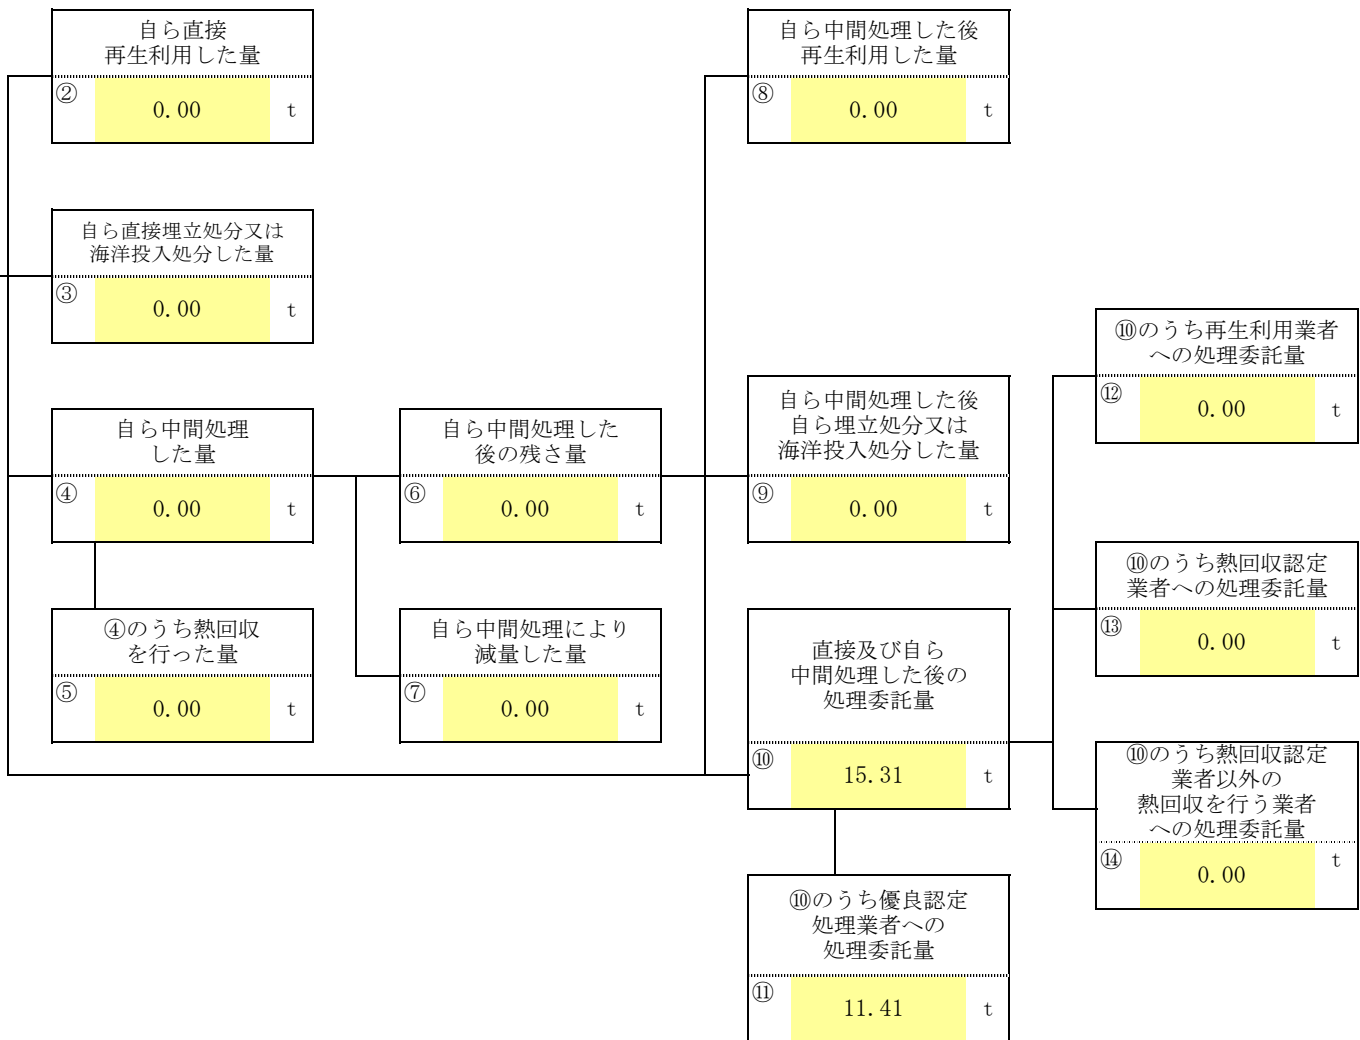 自ら直接
再生利用した量
②
0.00
t
自ら直接埋立処分又は
海洋投入処分した量
③
0.00
t
自ら中間処理
した量
④
0.00
t
④のうち熱回収
を行った量
⑤
0.00
t
自ら中間処理した
後の残さ量
⑥
0.00
t
自ら中間処理により
減量した量
⑦
0.00
t
自ら中間処理した後
再生利用した量
⑧
0.00
t
自ら中間処理した後
自ら埋立処分又は
海洋投入処分した量
⑨
0.00
t
直接及び自ら
中間処理した後の
処理委託量
⑩
15.31
t
⑩のうち優良認定
処理業者への
処理委託量
⑪
11.41
t
⑩のうち再生利用業者
への処理委託量
⑫
0.00
t
⑩のうち熱回収認定
業者への処理委託量
⑬
0.00
t
⑩のうち熱回収認定
業者以外の
熱回収を行う業者
への処理委託量
⑭
0.00
t